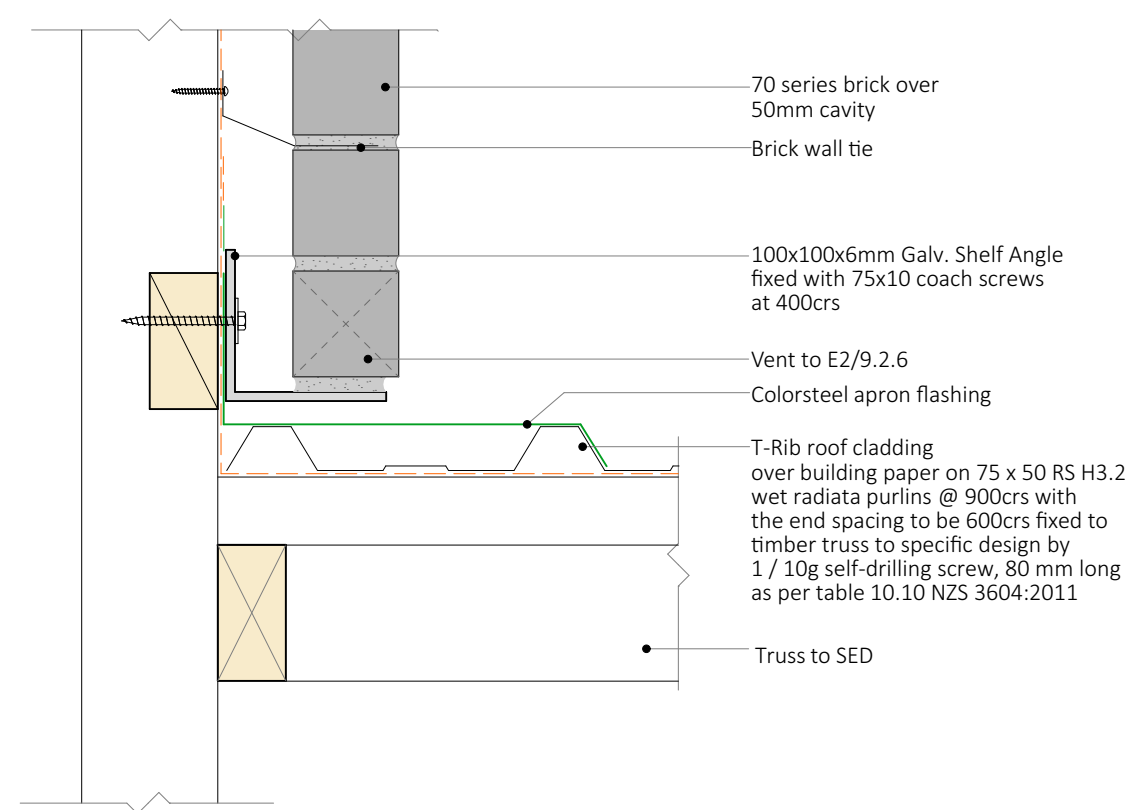 70 series brick over
50mm cavity
Brick wall tie
100x100x6mm Galv. Shelf Angle
fixed with 75x10 coach screws
at 400crs
Vent to E2/9.2.6
Colorsteel apron flashing
T-Rib roof cladding
over building paper on 75 x 50 RS H3.2
wet radiata purlins @ 900crs with
the end spacing to be 600crs fixed to
timber truss to specific design by
1 / 10g self-drilling screw, 80 mm long
as per table 10.10 NZS 3604:2011
Truss to SED